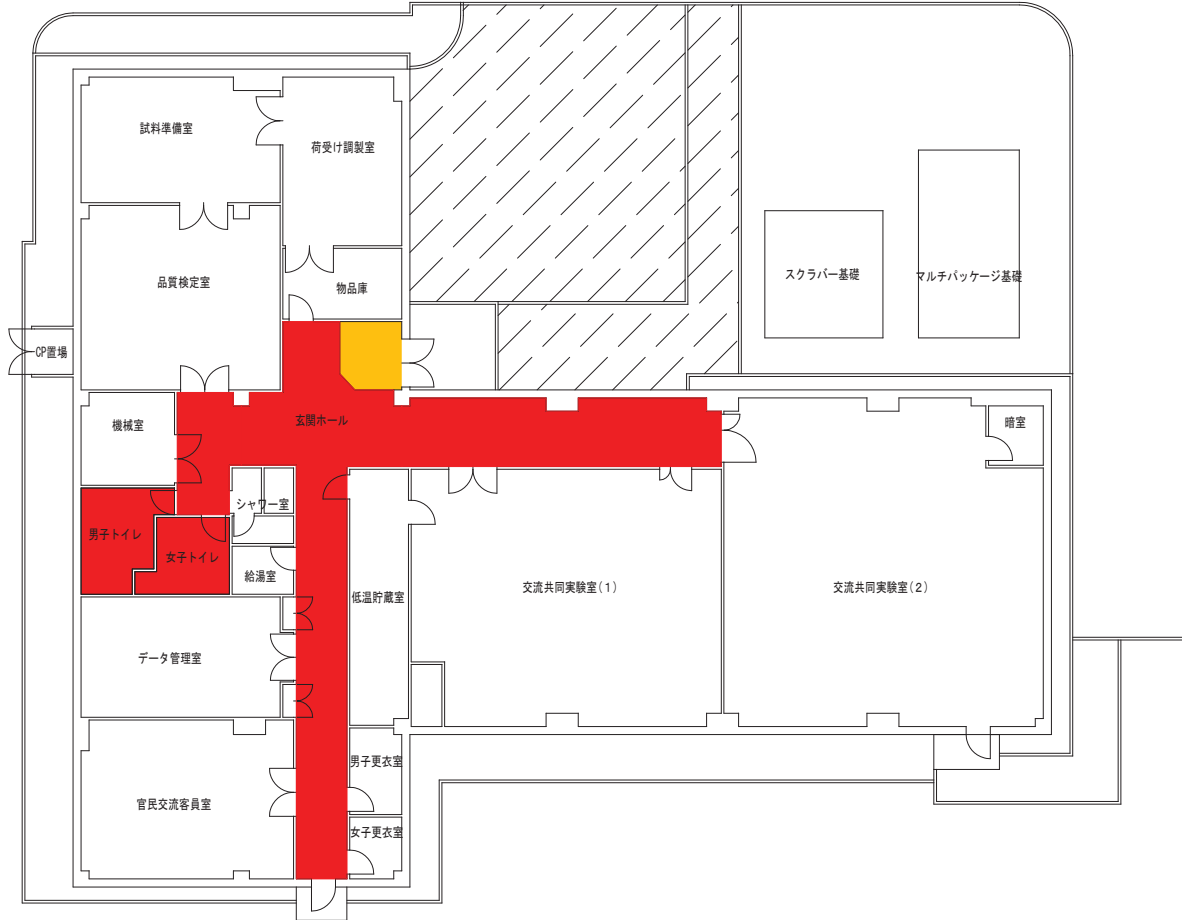 試料準備室
荷受け調製室
品質検定室
物品庫
スクラバー基礎
マルチパッケージ基礎
CP置場
玄関ホール
機械室
暗室
シャワー室
男子トイレ
女子トイレ
給湯室
低温貯蔵室
交流共同実験室(1)
交流共同実験室(2)
データ管理室
男子更衣室
官民交流客員室
女子更衣室